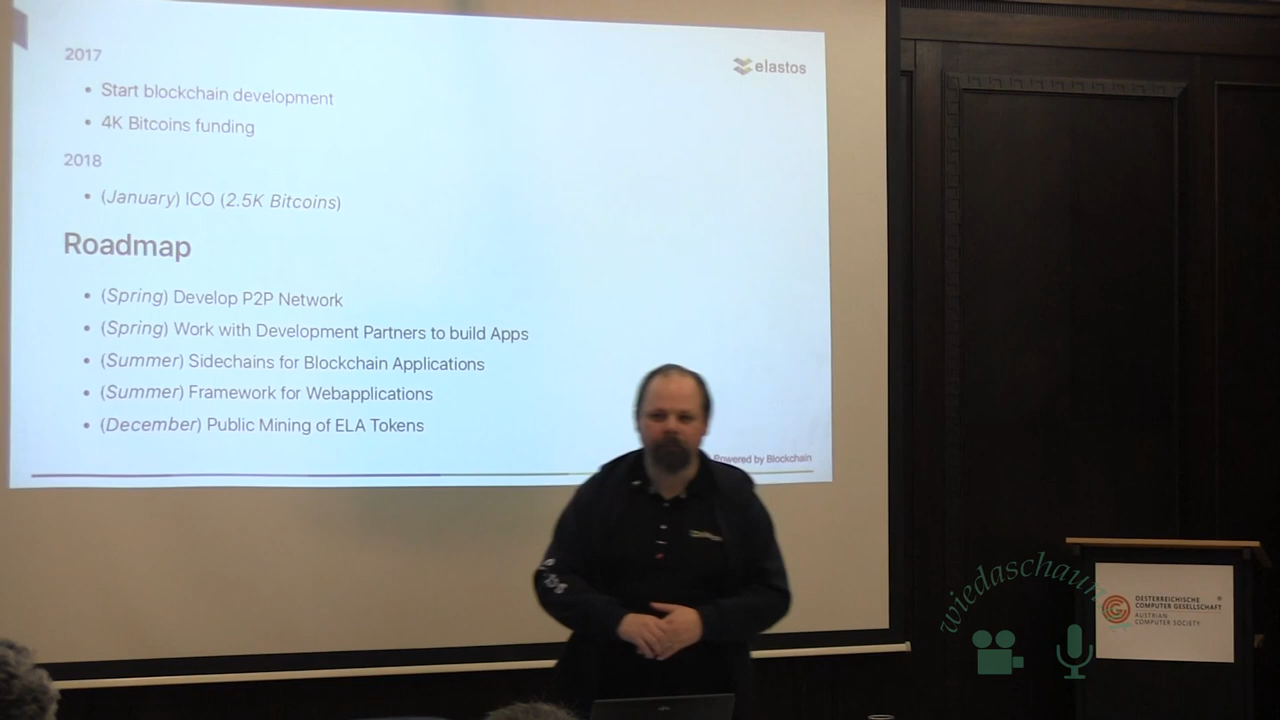 2017
elastos
• Start blockchain development
• 4K Bitcoins funding
2018
• (January) ICO (2.5K Bitcoins)
Roadmap
• (Spring) Develop P2P Network
• (Spring) Work with Development Partners to build Apps
• (Summer) Sidechains for Blockchain Applications
• (Summer) Framework for Webapplications
• (December) Public Mining of ELA Tokens
Powered by Blockchain
wiedaschaun
OESTERREICHISCHE
COMPUTER GESELLSCHAFT
AUSTRIAN
COMPUTER SOCIETY